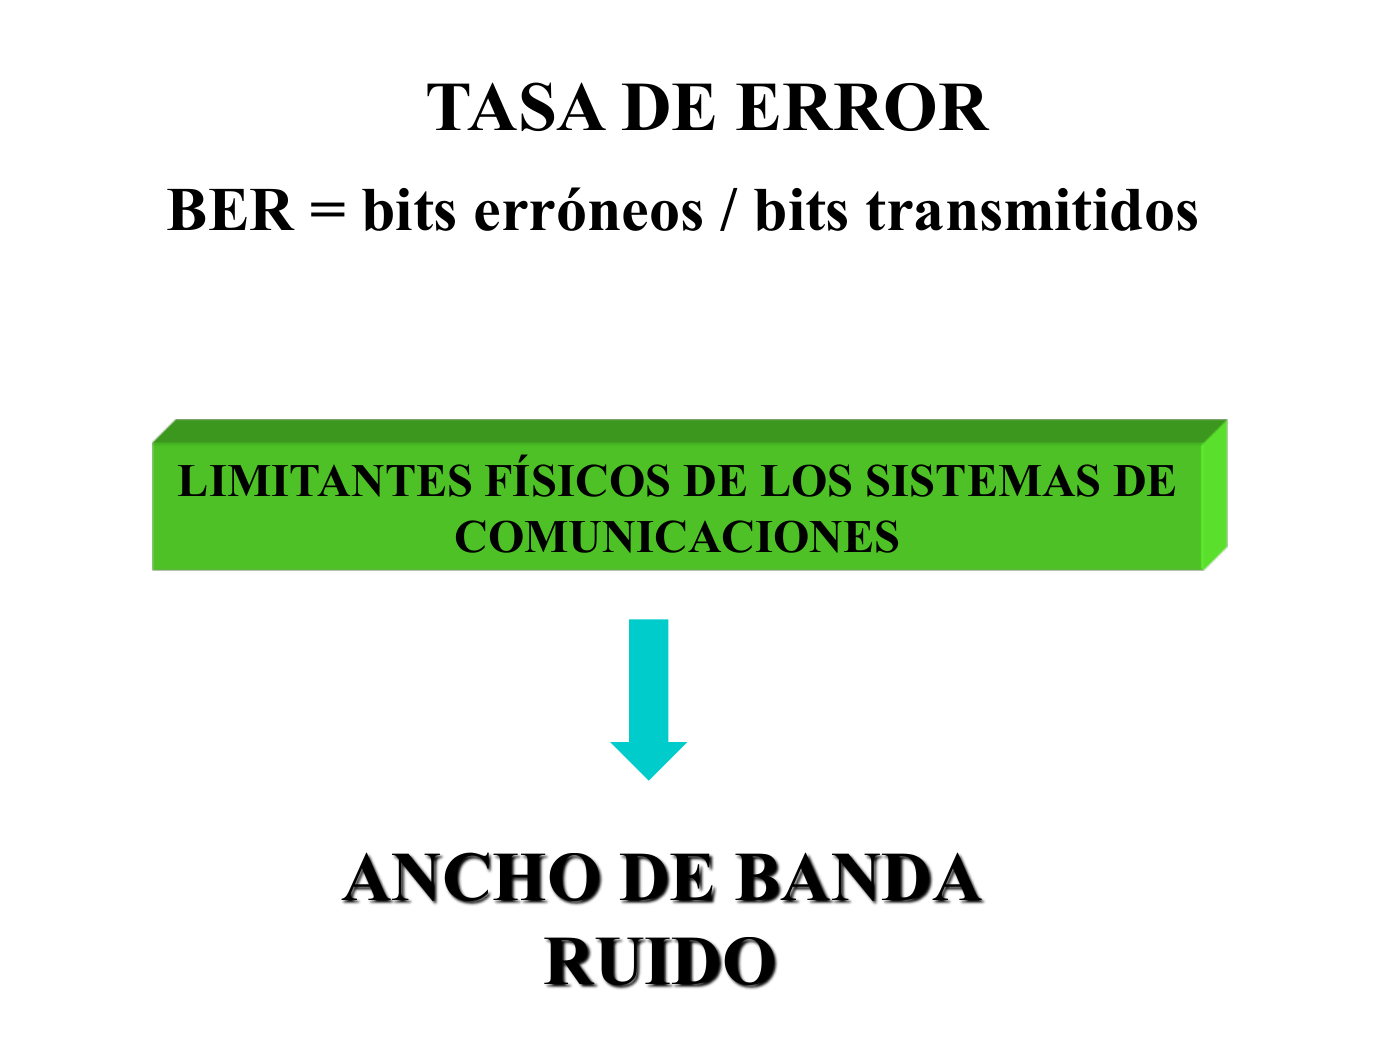 TASA DE ERROR
BER = bits erróneos / bits transmitidos
LIMITANTES FÍSICOS DE LOS SISTEMAS DE
COMUNICACIONES
ANCHO DE BANDA
RUIDO